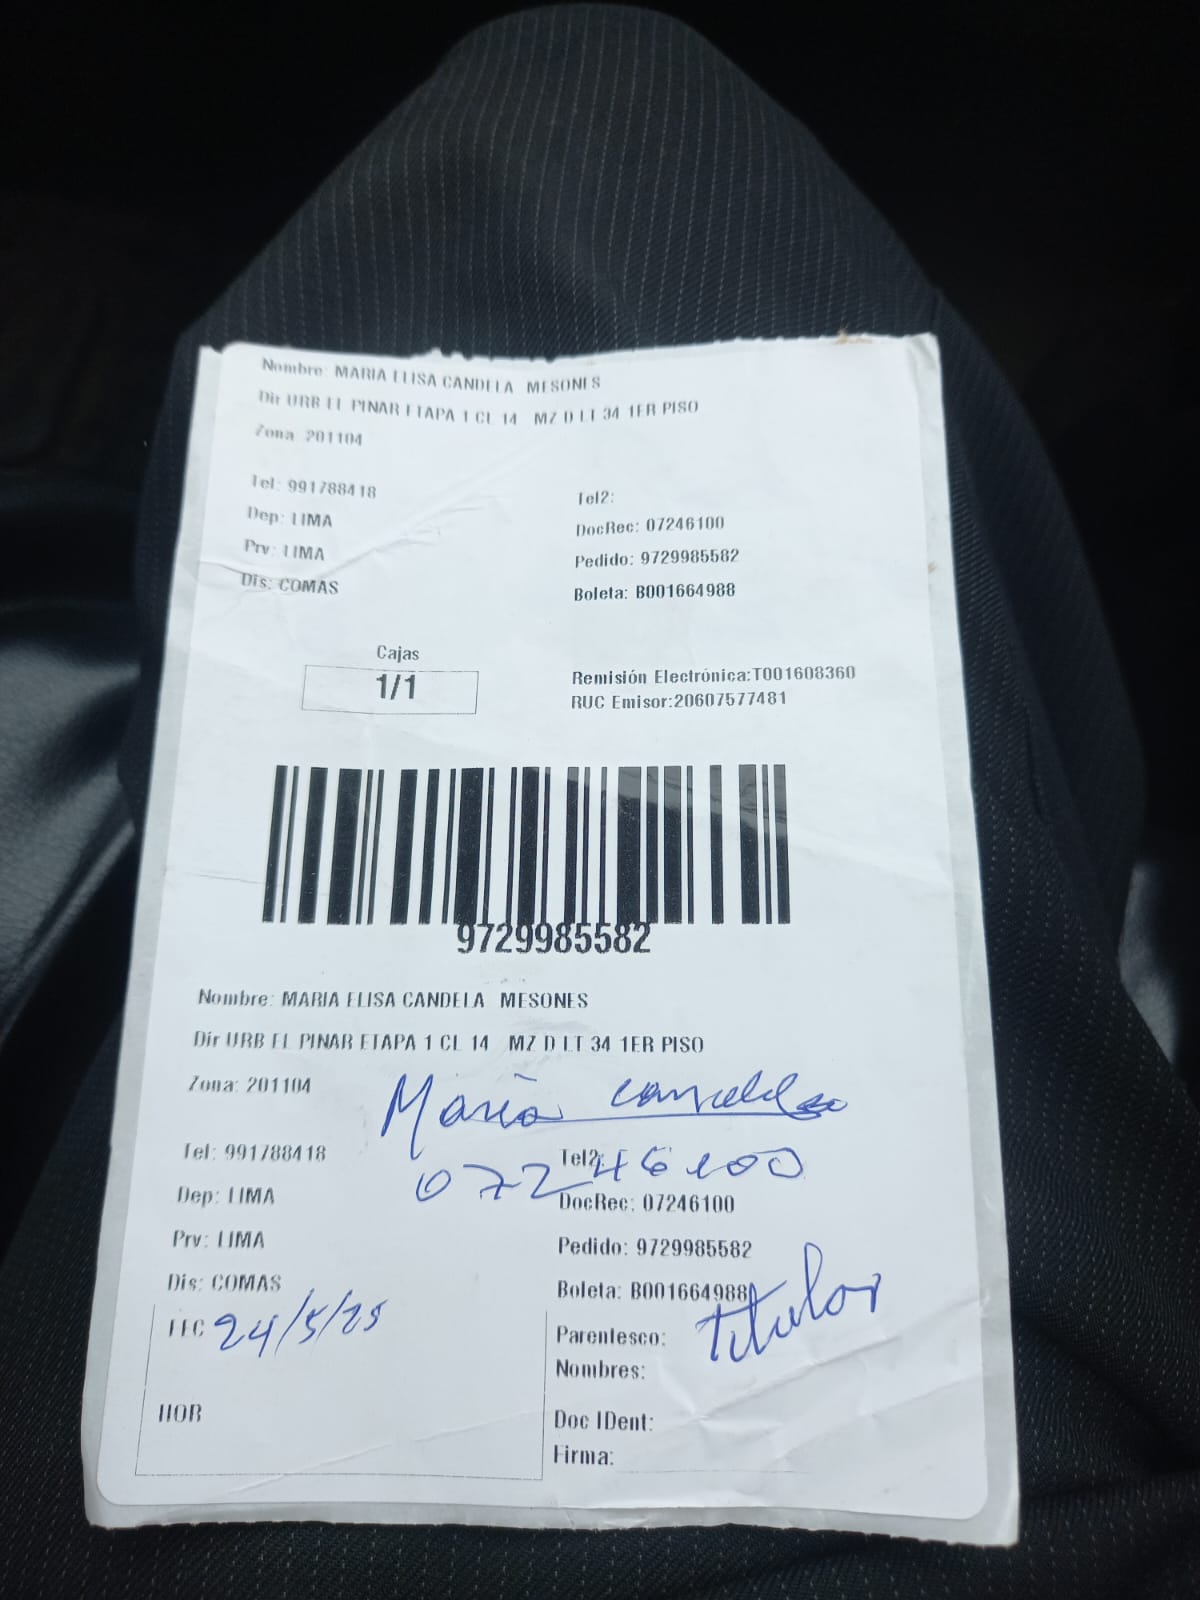 Nombre: MARIA ELISA CANDELA MESONES
Dir URB EL PINAR ETAPA 1 CL 14 MZ D LT 34 1ER PISO
Zona: 201104
Tel: 991788418
Tel2:
Dep: LIMA
DocRec: 07246100
Prv: LIMA
Pedido: 9729985582
Dis: COMAS
Boleta: B001664988
Cajas
1/1
Remisión Electrónica:T001608360
RUC Emisor:20607577481
9729985582
Nombre: MARIA ELISA CANDELA MESONES
Dir URB EL PINAR ETAPA 1 CL 14 MZ D LT 34 1ER PISO
Zona: 201104
María Candela
Tel: 991788418
Tel2:
07246100
Dep: LIMA
DocRec: 07246100
Prv: LIMA
Pedido: 9729985582
Dis: COMAS
Boleta: B001664988
FEC 24/5/25
Parentesco: titular
Nombres:
HOR
Doc IDent:
Firma: